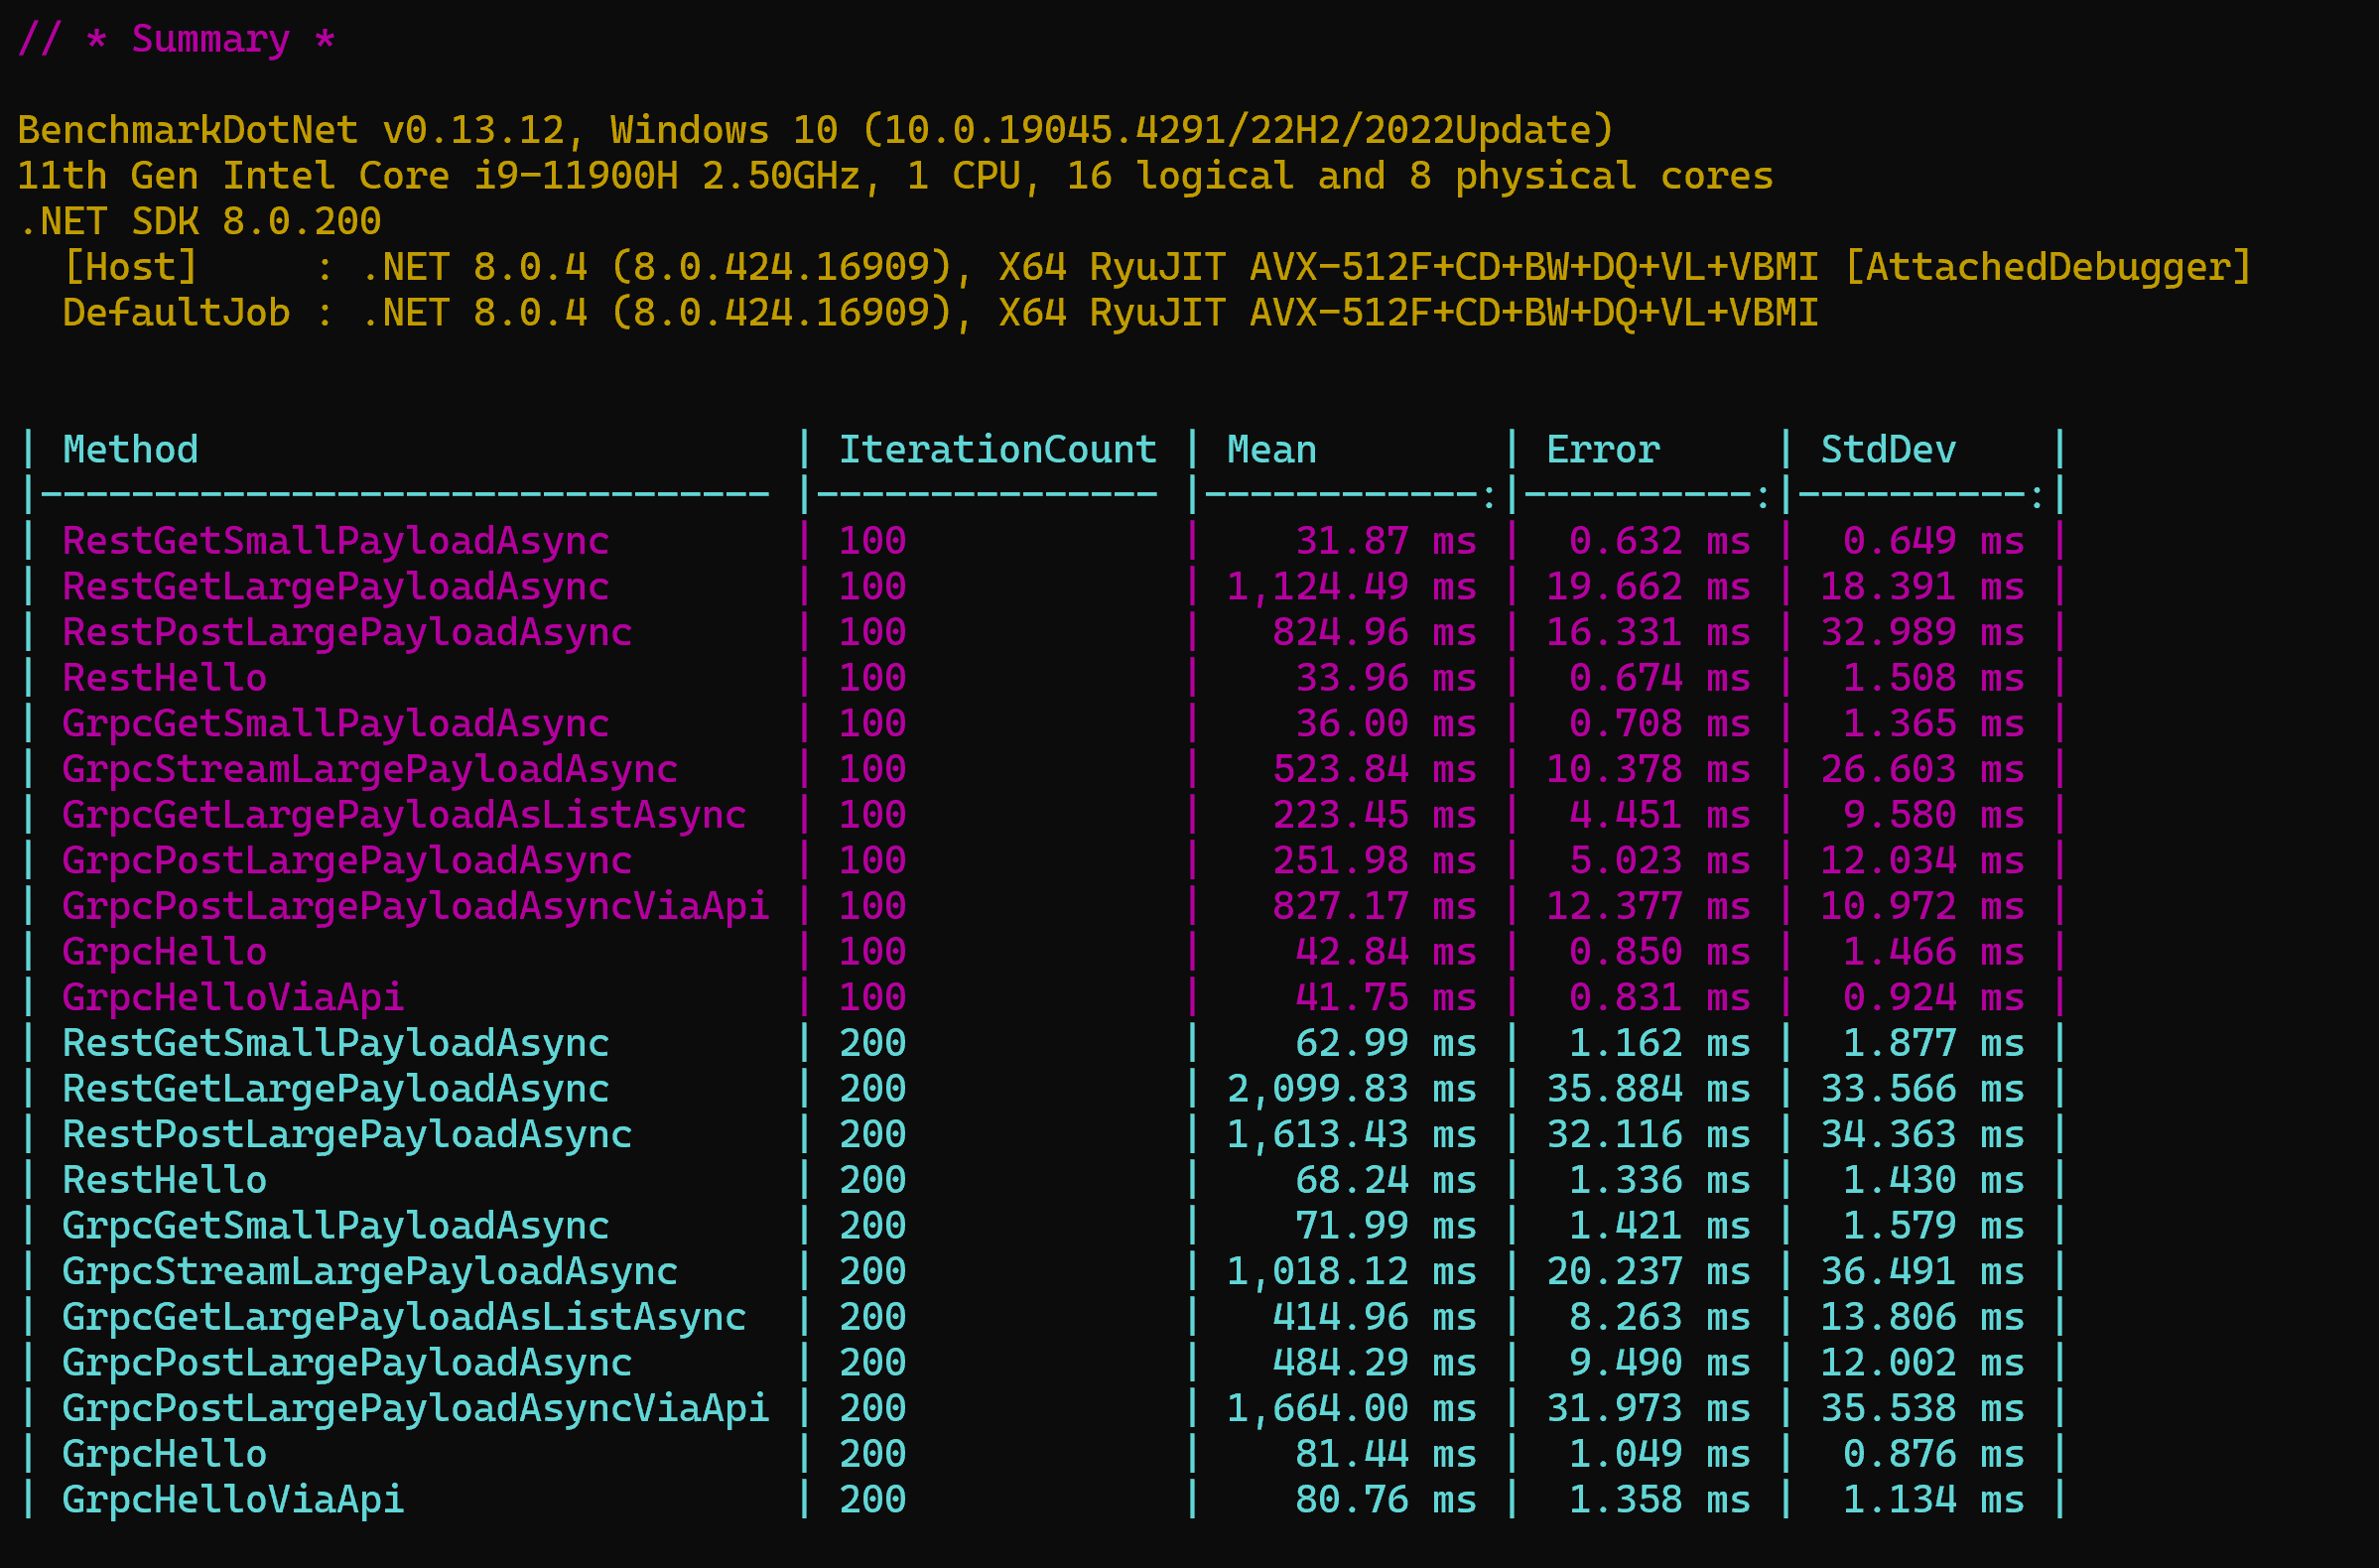 // * Summary *
BenchmarkDotNet v0.13.12, Windows 10 (10.0.19045.4291/22H2/2022Update)
11th Gen Intel Core i9-11900H 2.50GHz, 1 CPU, 16 logical and 8 physical cores
.NET SDK 8.0.200
  [Host]     : .NET 8.0.4 (8.0.424.16909), X64 RyuJIT AVX-512F+CD+BW+DQ+VL+VBMI [AttachedDebugger]
  DefaultJob : .NET 8.0.4 (8.0.424.16909), X64 RyuJIT AVX-512F+CD+BW+DQ+VL+VBMI
| Method                          | IterationCount | Mean        | Error     | StdDev    |
|-------------------------------- |--------------- |------------:|----------:|----------:|
| RestGetSmallPayloadAsync        | 100            |    31.87 ms |  0.632 ms |  0.649 ms |
| RestGetLargePayloadAsync        | 100            | 1,124.49 ms | 19.662 ms | 18.391 ms |
| RestPostLargePayloadAsync       | 100            |   824.96 ms | 16.331 ms | 32.989 ms |
| RestHello                       | 100            |    33.96 ms |  0.674 ms |  1.508 ms |
| GrpcGetSmallPayloadAsync        | 100            |    36.00 ms |  0.708 ms |  1.365 ms |
| GrpcStreamLargePayloadAsync     | 100            |   523.84 ms | 10.378 ms | 26.603 ms |
| GrpcGetLargePayloadAsListAsync  | 100            |   223.45 ms |  4.451 ms |  9.580 ms |
| GrpcPostLargePayloadAsync       | 100            |   251.98 ms |  5.023 ms | 12.034 ms |
| GrpcPostLargePayloadAsyncViaApi | 100            |   827.17 ms | 12.377 ms | 10.972 ms |
| GrpcHello                       | 100            |    42.84 ms |  0.850 ms |  1.466 ms |
| GrpcHelloViaApi                 | 100            |    41.75 ms |  0.831 ms |  0.924 ms |
| RestGetSmallPayloadAsync        | 200            |    62.99 ms |  1.162 ms |  1.877 ms |
| RestGetLargePayloadAsync        | 200            | 2,099.83 ms | 35.884 ms | 33.566 ms |
| RestPostLargePayloadAsync       | 200            | 1,613.43 ms | 32.116 ms | 34.363 ms |
| RestHello                       | 200            |    68.24 ms |  1.336 ms |  1.430 ms |
| GrpcGetSmallPayloadAsync        | 200            |    71.99 ms |  1.421 ms |  1.579 ms |
| GrpcStreamLargePayloadAsync     | 200            | 1,018.12 ms | 20.237 ms | 36.491 ms |
| GrpcGetLargePayloadAsListAsync  | 200            |   414.96 ms |  8.263 ms | 13.806 ms |
| GrpcPostLargePayloadAsync       | 200            |   484.29 ms |  9.490 ms | 12.002 ms |
| GrpcPostLargePayloadAsyncViaApi | 200            | 1,664.00 ms | 31.973 ms | 35.538 ms |
| GrpcHello                       | 200            |    81.44 ms |  1.049 ms |  0.876 ms |
| GrpcHelloViaApi                 | 200            |    80.76 ms |  1.358 ms |  1.134 ms |